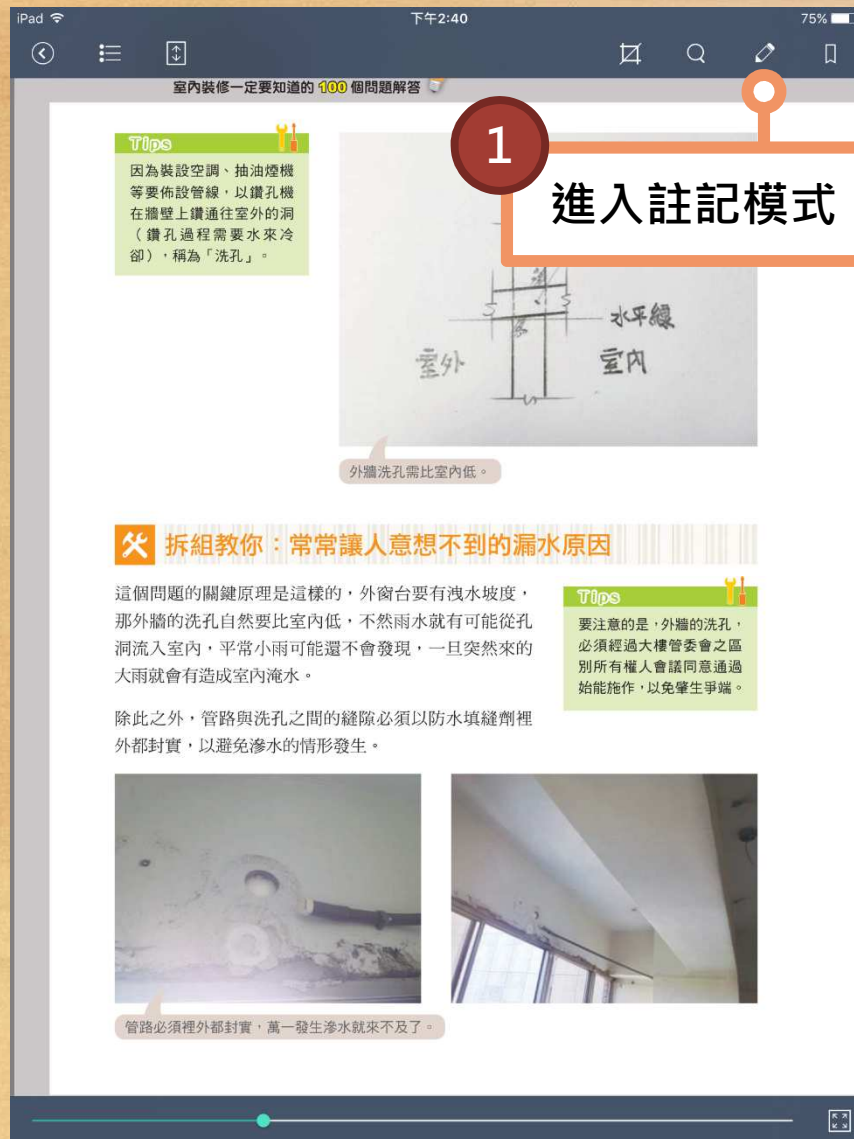 iPad 下午2:40 75%
室內裝修一定要知道的 100 個問題解答
1
進入註記模式
Tips
因為裝設空調、抽油煙機
等要佈設管線，以鑽孔機
在牆壁上鑽通往室外的洞
（鑽孔過程需要水來冷
卻），稱為「洗孔」。
水平線
室外 室內
外牆洗孔需比室內低。
拆組教你：常常讓人意想不到的漏水原因
這個問題的關鍵原理是這樣的，外窗台要有洩水坡度，
那外牆的洗孔自然要比室內低，不然雨水就有可能從孔
洞流入室內，平常小雨可能還不會發現，一旦突然來的
大雨就會有造成室內淹水。
除此之外，管路與洗孔之間的縫隙必須以防水填縫劑裡
外都封實，以避免滲水的情形發生。
Tips
要注意的是，外牆的洗孔，
必須經過大樓管委會之區
別所有權人會議同意通過
始能施作，以免肇生爭端。
管路必須裡外都封實，萬一發生滲水就來不及了。